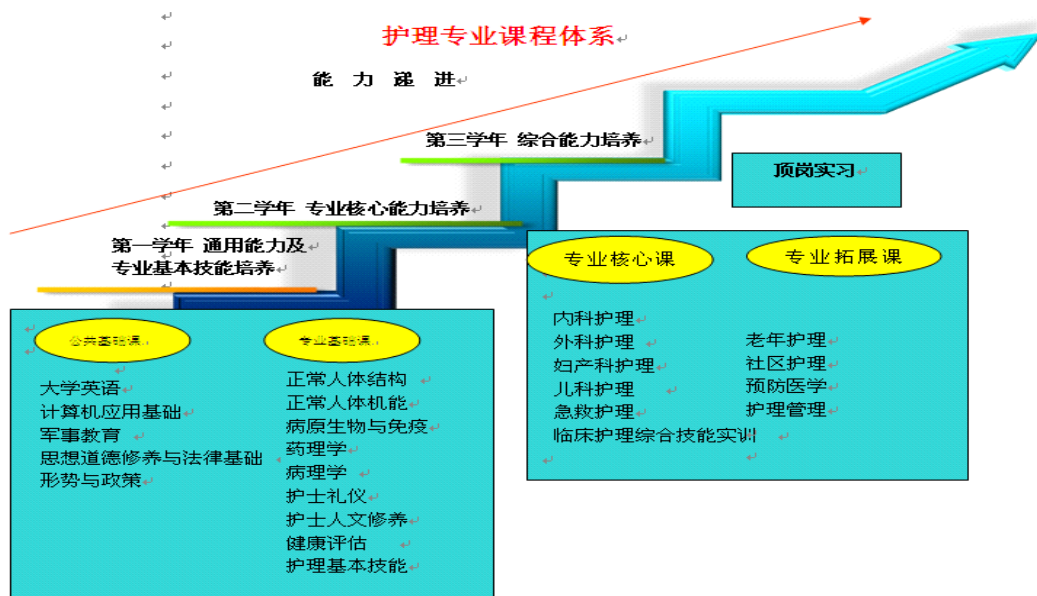 护理专业课程体系
能 力 递 进
第三学年 综合能力培养
顶岗实习
第二学年 专业核心能力培养
第一学年 通用能力及
专业基本技能培养
公共基础课
大学英语
计算机应用基础
军事教育
思想道德修养与法律基础
形势与政策
专业基础课
正常人体结构
正常人体机能
病原生物与免疫
药理学
病理学
护士礼仪
护士人文修养
健康评估
护理基本技能
专业核心课
内科护理
外科护理
妇产科护理
儿科护理
急救护理
临床护理综合技能实训
专业拓展课
老年护理
社区护理
预防医学
护理管理